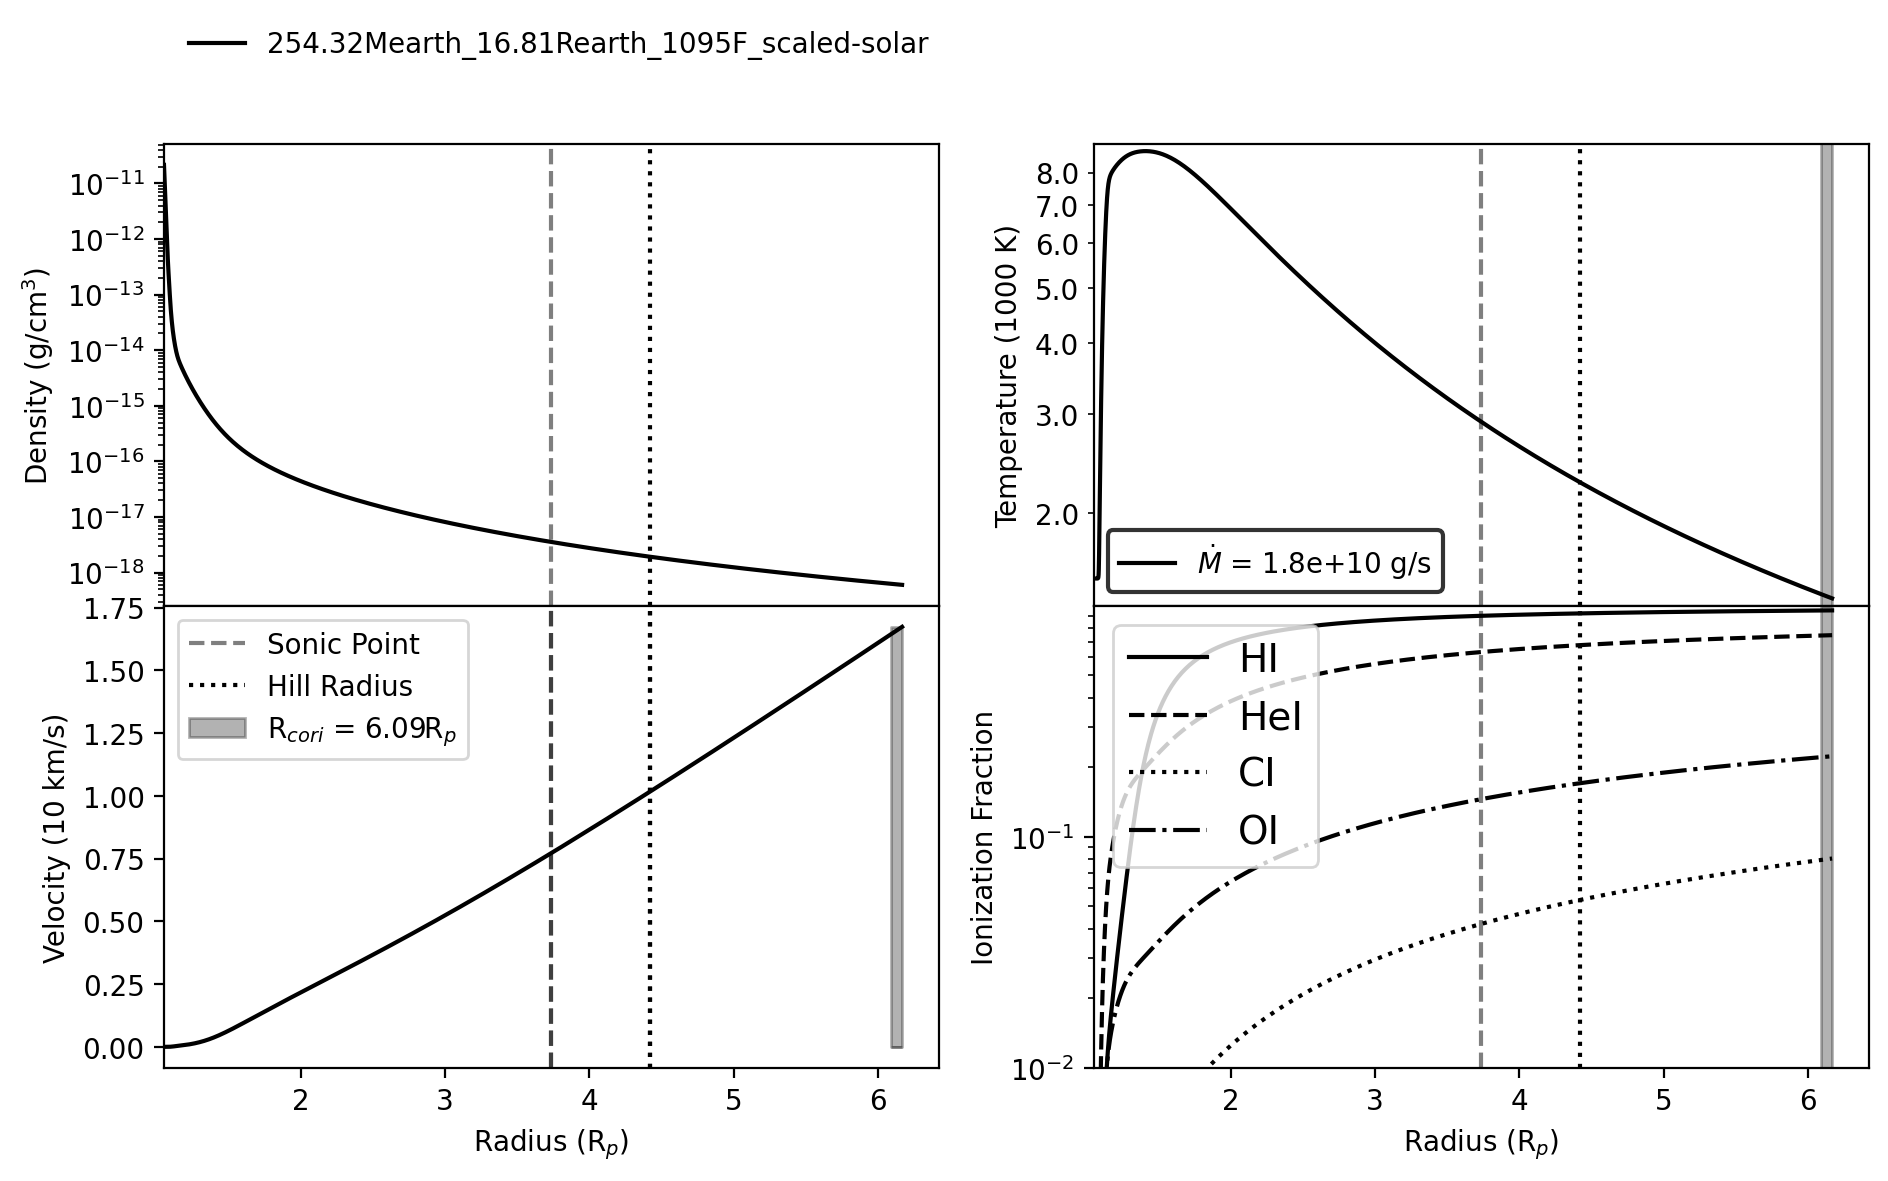 254.32Mearth_16.81Rearth_1095F_scaled-solar
Density (g/cm³)
10⁻¹¹
10⁻¹²
10⁻¹³
10⁻¹⁴
10⁻¹⁵
10⁻¹⁶
10⁻¹⁷
10⁻¹⁸
Temperature (1000 K)
8.0
7.0
6.0
5.0
4.0
3.0
2.0
Ṁ = 1.8e+10 g/s
Velocity (10 km/s)
1.75
1.50
1.25
1.00
0.75
0.50
0.25
0.00
Sonic Point
Hill Radius
R_cori = 6.09R_p
2 3 4 5 6
Radius (R_p)
Ionization Fraction
10⁻¹
10⁻²
HI
HeI
CI
OI
2 3 4 5 6
Radius (R_p)